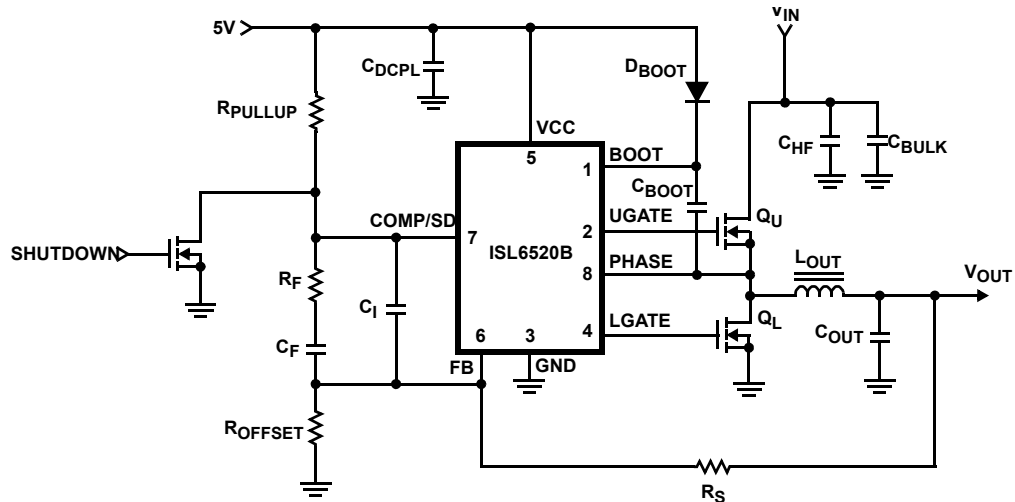 VIN
5V
CDCPL
DBOOT
RPULLUP
VCC
5
BOOT
1
CHF
CBULK
CBOOT
COMP/SD
7
UGATE
2
QU
ISL6520B
SHUTDOWN
PHASE
8
LOUT
VOUT
RF
CI
LGATE
4
QL
COUT
6
3
CF
FB
GND
ROFFSET
RS